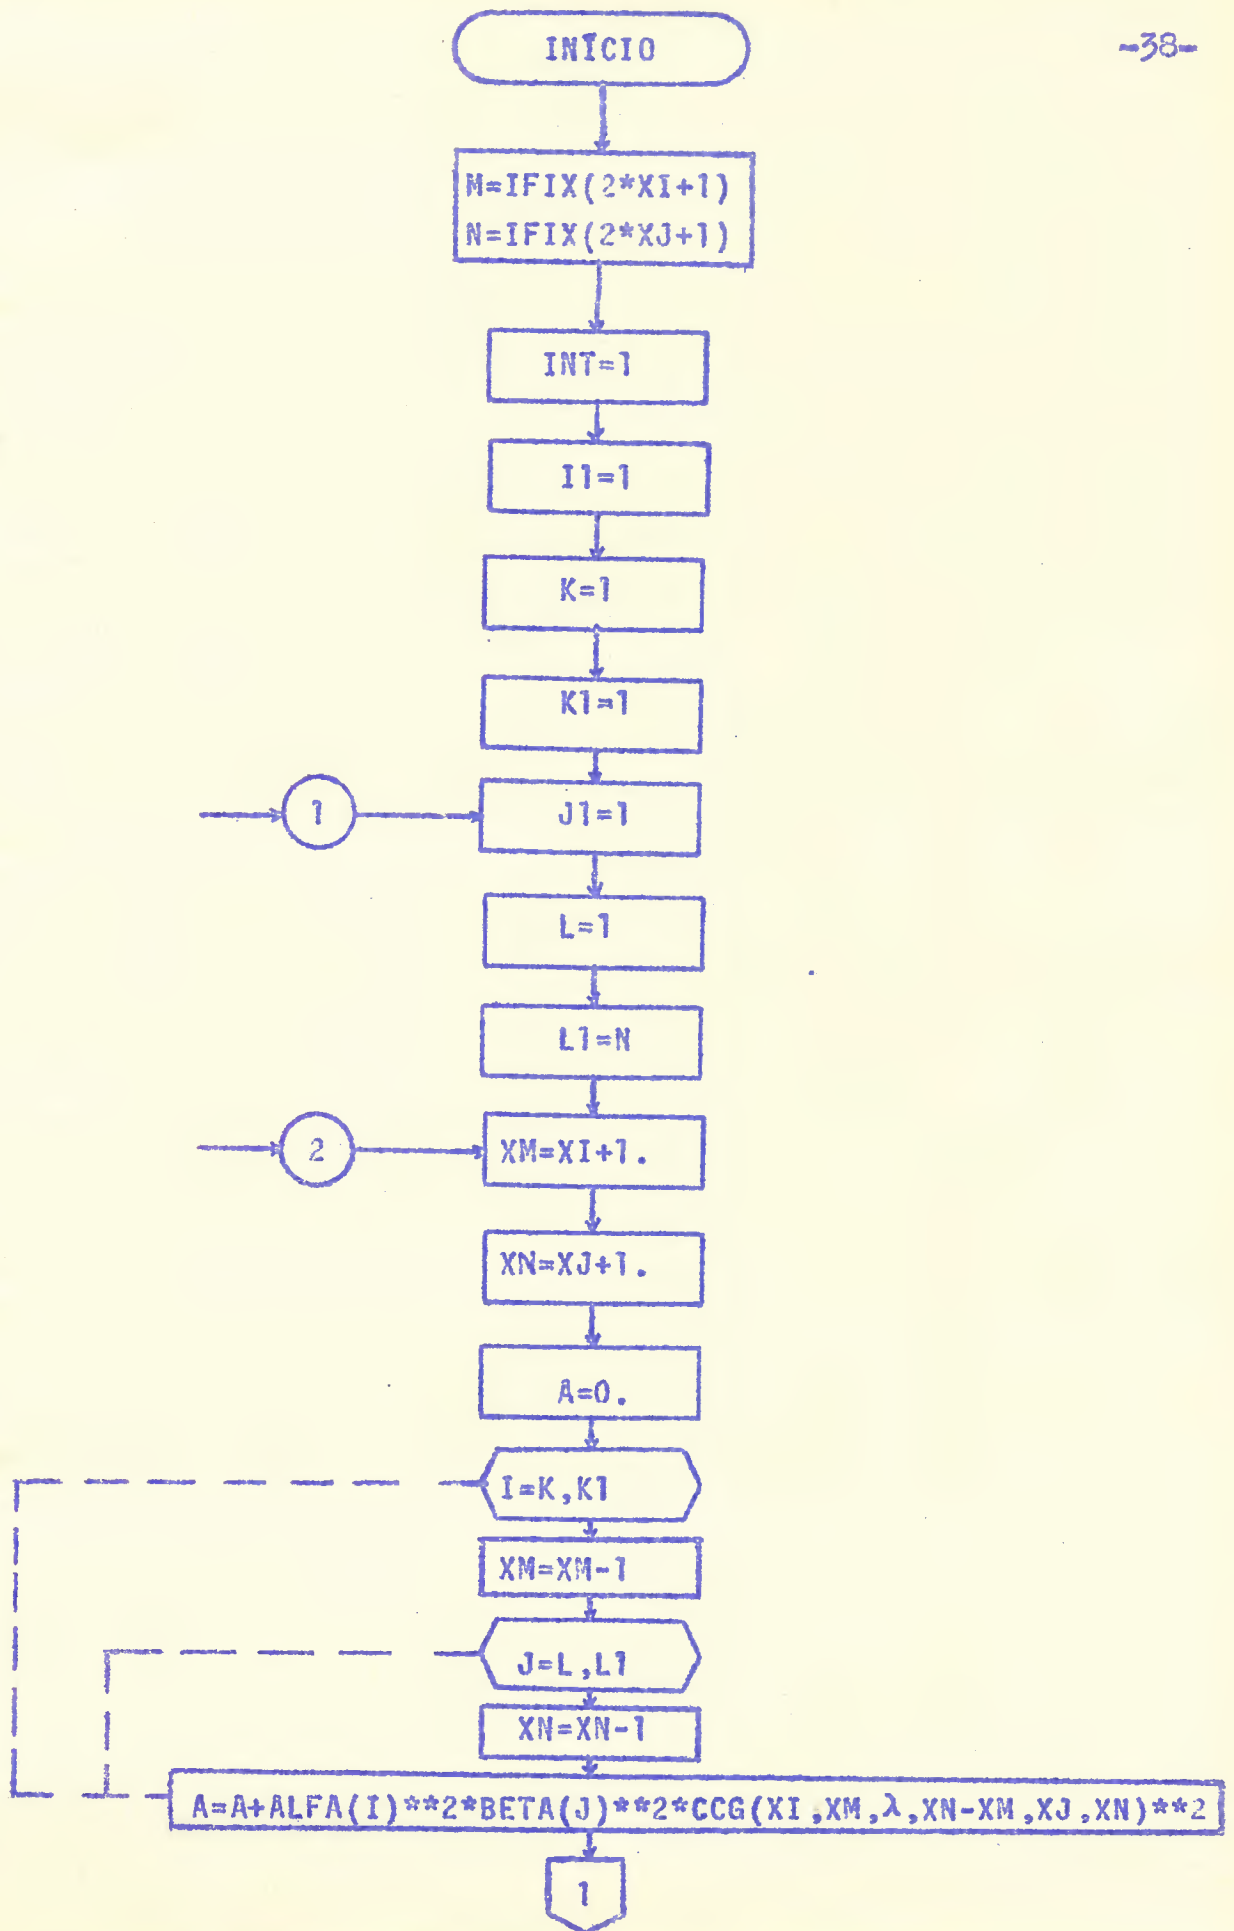 -38-
INÍCIO
M=IFIX(2*XI+1)
N=IFIX(2*XJ+1)
INT=1
I1=1
K=1
K1=1
1
J1=1
L=1
L1=N
2
XM=XI+1.
XN=XJ+1.
A=0.
I=K,K1
XM=XM-1
J=L,L1
XN=XN-1
A=A+ALFA(I)**2*BETA(J)**2*CCG(XI,XM,λ,XN-XM,XJ,XN)**2
1